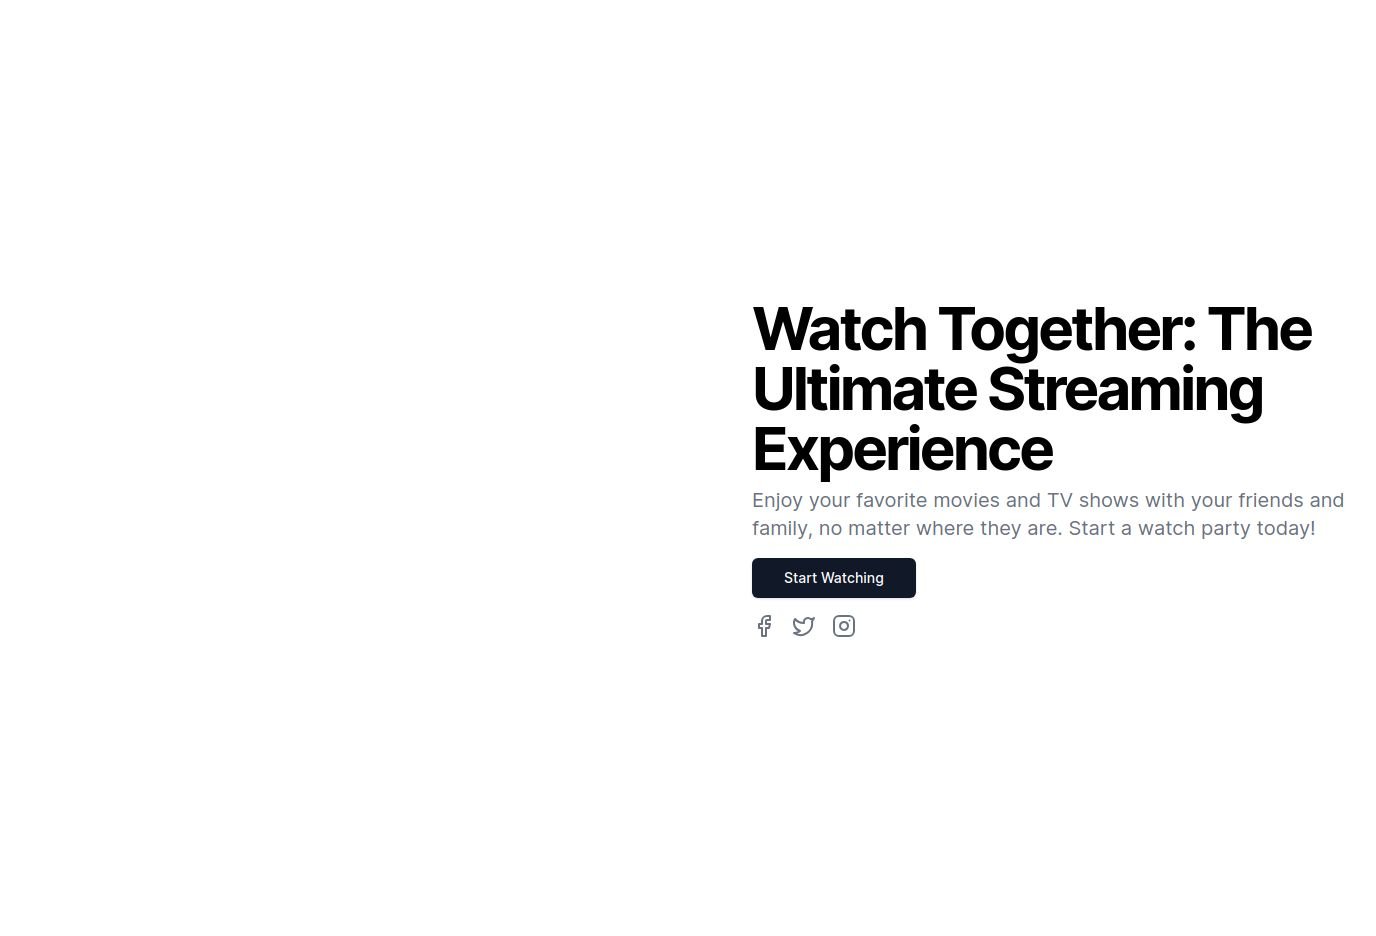 Watch Together: The
Ultimate Streaming
Experience
Enjoy your favorite movies and TV shows with your friends and
family, no matter where they are. Start a watch party today!
Start Watching